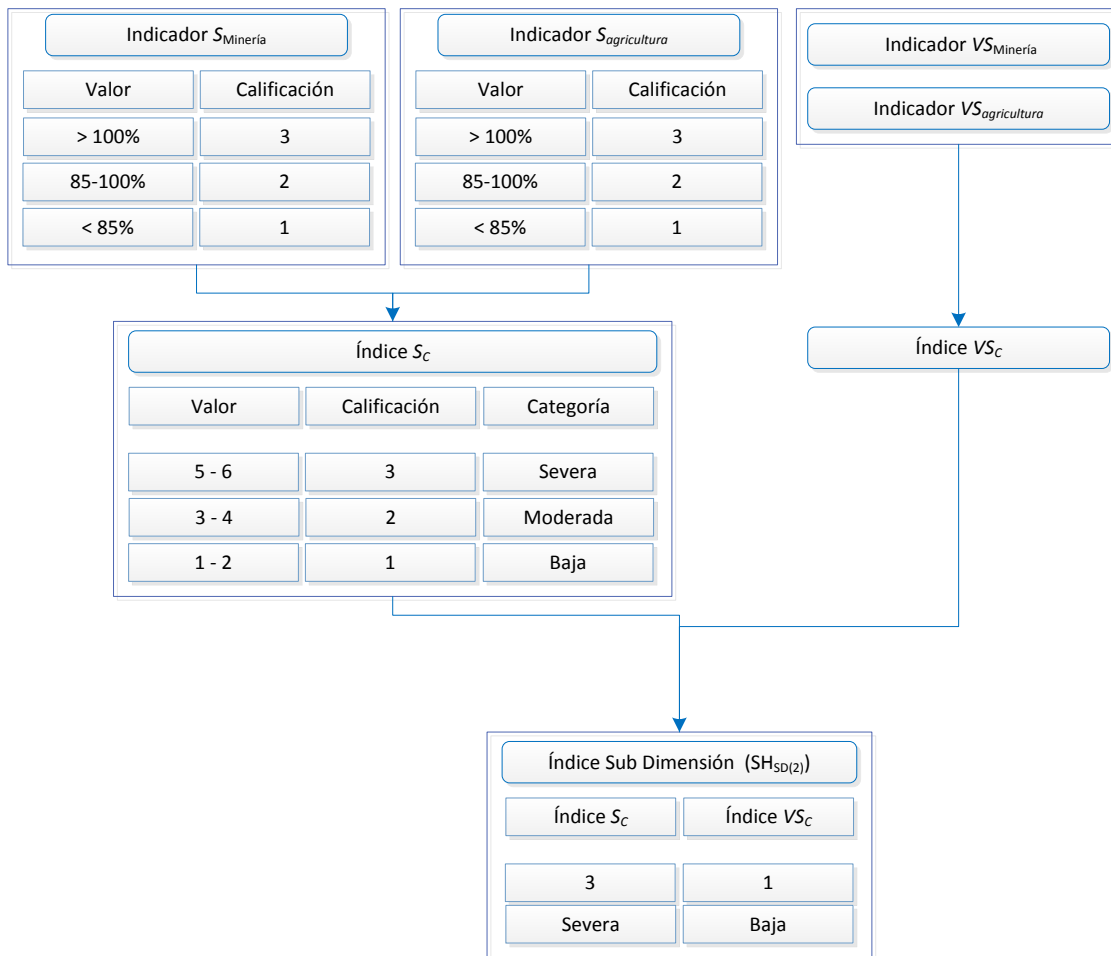 Indicador S_Minería
Valor Calificación
> 100% 3
85-100% 2
< 85% 1
Indicador S_agricultura
Valor Calificación
> 100% 3
85-100% 2
< 85% 1
Indicador VS_Minería
Indicador VS_agricultura
Índice S_C
Valor Calificación Categoría
5 - 6 3 Severa
3 - 4 2 Moderada
1 - 2 1 Baja
Índice VS_C
Índice Sub Dimensión (SH_SD(2))
Índice S_C Índice VS_C
3 1
Severa Baja